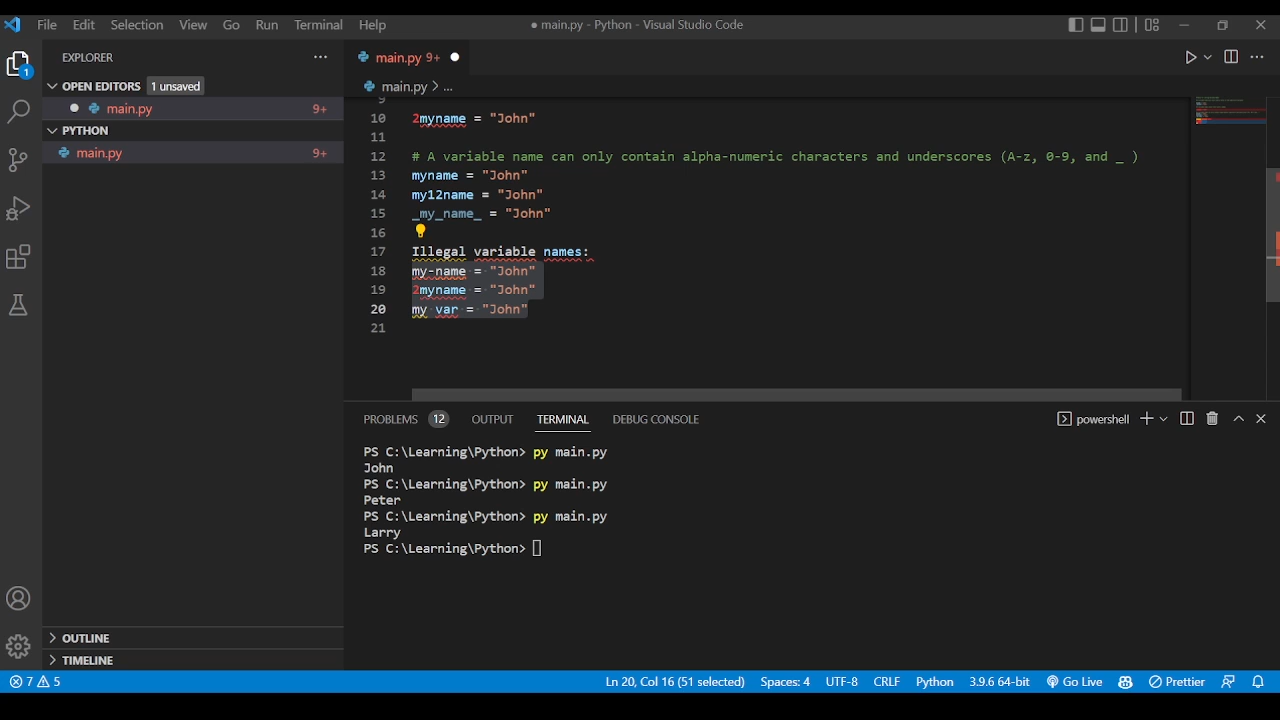 File Edit Selection View Go Run Terminal Help
● main.py - Python - Visual Studio Code
EXPLORER
1
OPEN EDITORS 1 unsaved
main.py 9+
PYTHON
main.py 9+
OUTLINE
TIMELINE
main.py 9+
main.py > ...
9
10 2myname = "John"
11
12 # A variable name can only contain alpha-numeric characters and underscores (A-z, 0-9, and _ )
13 myname = "John"
14 my12name = "John"
15 _my_name_ = "John"
16
17 Illegal variable names:
18 my-name = "John"
19 2myname = "John"
20 my var = "John"
21
PROBLEMS 12 OUTPUT TERMINAL DEBUG CONSOLE
powershell
PS C:\Learning\Python> py main.py
John
PS C:\Learning\Python> py main.py
Peter
PS C:\Learning\Python> py main.py
Larry
PS C:\Learning\Python>
7 5
Ln 20, Col 16 (51 selected) Spaces: 4 UTF-8 CRLF Python 3.9.6 64-bit Go Live Prettier